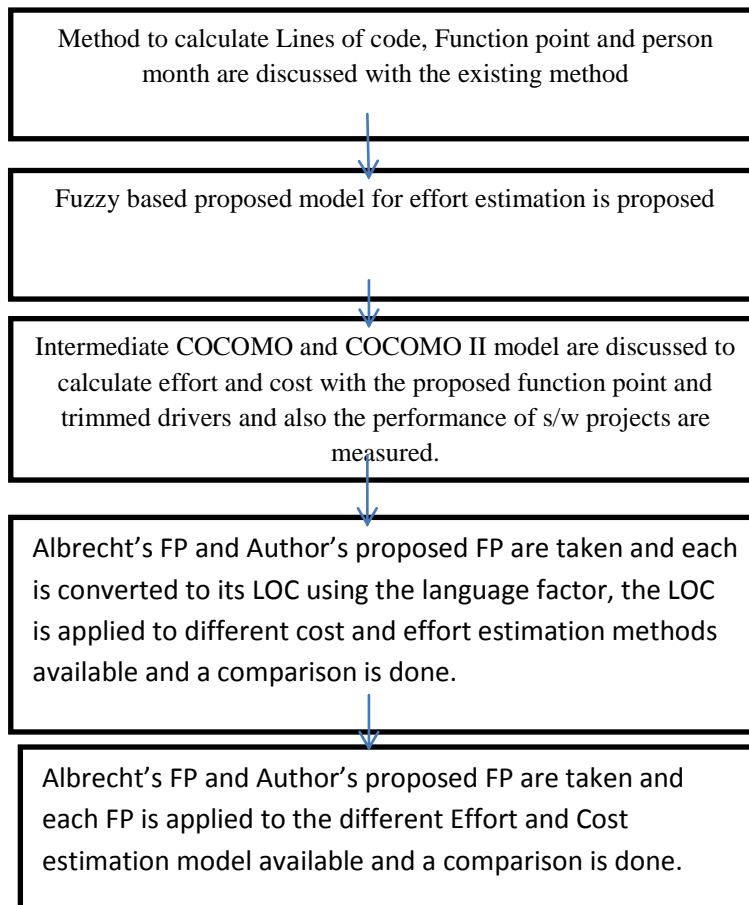 Method to calculate Lines of code, Function point and person
month are discussed with the existing method
Fuzzy based proposed model for effort estimation is proposed
Intermediate COCOMO and COCOMO II model are discussed to
calculate effort and cost with the proposed function point and
trimmed drivers and also the performance of s/w projects are
measured.
Albrecht’s FP and Author’s proposed FP are taken and each
is converted to its LOC using the language factor, the LOC
is applied to different cost and effort estimation methods
available and a comparison is done.
Albrecht’s FP and Author’s proposed FP are taken and
each FP is applied to the different Effort and Cost
estimation model available and a comparison is done.